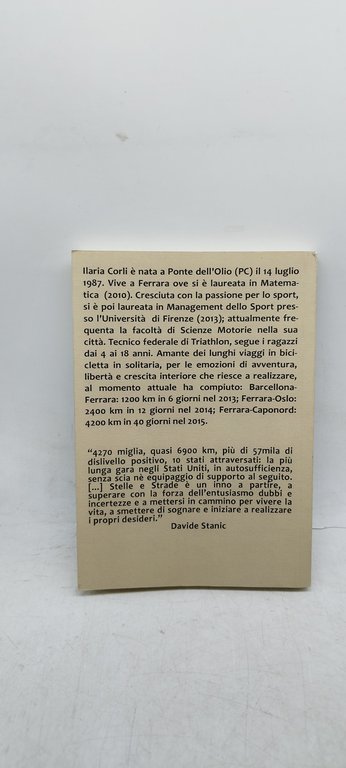 Ilaria Corli è nata a Ponte dell'Olio (PC) il 14 luglio
1987. Vive a Ferrara ove si è laureata in Matema-
tica (2010). Cresciuta con la passione per lo sport,
si è poi laureata in Management dello Sport pres-
so l'Università di Firenze (2013); attualmente fre-
quenta la facoltà di Scienze Motorie nella sua
città. Tecnico federale di Triathlon, segue i ragazzi
dai 4 ai 18 anni. Amante dei lunghi viaggi in bici-
cletta in solitaria, per le emozioni di avventura,
libertà e crescita interiore che riesce a realizzare,
al momento attuale ha compiuto: Barcellona-
Ferrara: 1200 km in 6 giorni nel 2013; Ferrara-Oslo:
2400 km in 12 giorni nel 2014; Ferrara-Caponord:
4200 km in 40 giorni nel 2015.
“4270 miglia, quasi 6900 km, più di 57mila di
dislivello positivo, 10 stati attraversati: la più
lunga gara negli Stati Uniti, in autosufficienza,
senza scia nè equipaggio di supporto al seguito.
[...] Stelle e Strade è un inno a partire, a
superare con la forza dell'entusiasmo dubbi e
incertezze e a mettersi in cammino per vivere la
vita, a smettere di sognare e iniziare a realizzare
i propri desideri.”
Davide Stanic